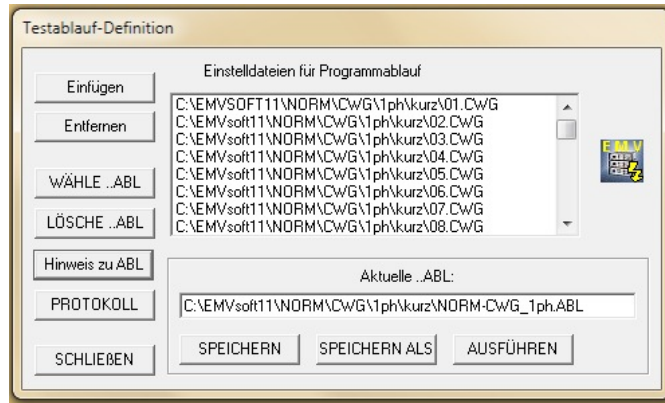 Testablauf-Definition
Einfügen
Entfernen
WÄHLE ..ABL
LÖSCHE ..ABL
Hinweis zu ABL
PROTOKOLL
SCHLIEßEN
Einstelldateien für Programmablauf
C:\EMVSOFT11\NORM\CWG\1ph\kurz\01.CWG
C:\EMVsoft11\NORM\CWG\1ph\kurz\02.CWG
C:\EMVsoft11\NORM\CWG\1ph\kurz\03.CWG
C:\EMVsoft11\NORM\CWG\1ph\kurz\04.CWG
C:\EMVsoft11\NORM\CWG\1ph\kurz\05.CWG
C:\EMVsoft11\NORM\CWG\1ph\kurz\06.CWG
C:\EMVsoft11\NORM\CWG\1ph\kurz\07.CWG
C:\EMVsoft11\NORM\CWG\1ph\kurz\08.CWG
EMV
Aktuelle ..ABL:
C:\EMVsoft11\NORM\CWG\1ph\kurz\NORM-CWG_1ph.ABL
SPEICHERN
SPEICHERN ALS
AUSFÜHREN